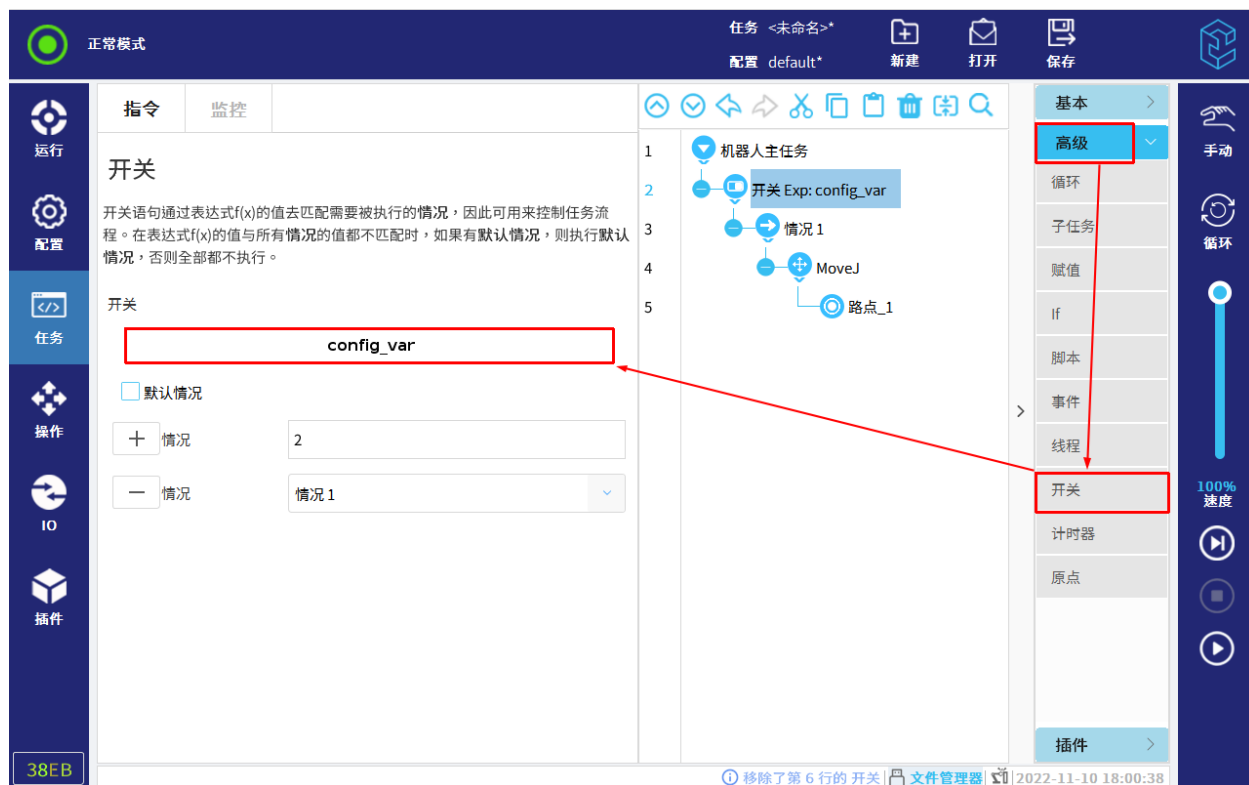 正常模式
任务 <未命名>*
配置 default*
新建
打开
保存
运行
配置
任务
操作
IO
插件
38EB
指令
监控
开关
开关语句通过表达式f(x)的值去匹配需要被执行的情况，因此可用来控制任务流
程。在表达式f(x)的值与所有情况的值都不匹配时，如果有默认情况，则执行默认
情况，否则全部都不执行。
开关
config_var
默认情况
情况 2
情况 情况 1
1 机器人主任务
2 开关 Exp: config_var
3 情况 1
4 MoveJ
5 路点_1
基本
高级
循环
子任务
赋值
If
脚本
事件
线程
开关
计时器
原点
插件
手动
循环
100%
速度
移除了第 6 行的 开关
文件管理器
2022-11-10 18:00:38